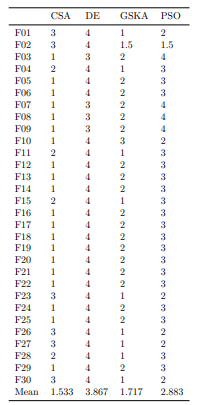 CSA DE GSKA PSO
F01 3 4 1 2
F02 3 4 1.5 1.5
F03 1 3 2 4
F04 2 4 1 3
F05 1 4 2 3
F06 1 4 2 3
F07 1 3 2 4
F08 1 3 2 4
F09 1 3 2 4
F10 1 4 3 2
F11 2 4 1 3
F12 1 4 2 3
F13 1 4 2 3
F14 1 4 2 3
F15 2 4 1 3
F16 1 4 2 3
F17 1 4 2 3
F18 1 4 2 3
F19 1 4 2 3
F20 1 4 2 3
F21 1 4 2 3
F22 1 4 2 3
F23 3 4 1 2
F24 1 4 2 3
F25 1 4 2 3
F26 3 4 1 2
F27 3 4 1 2
F28 2 4 1 3
F29 1 4 2 3
F30 3 4 1 2
Mean 1.533 3.867 1.717 2.883